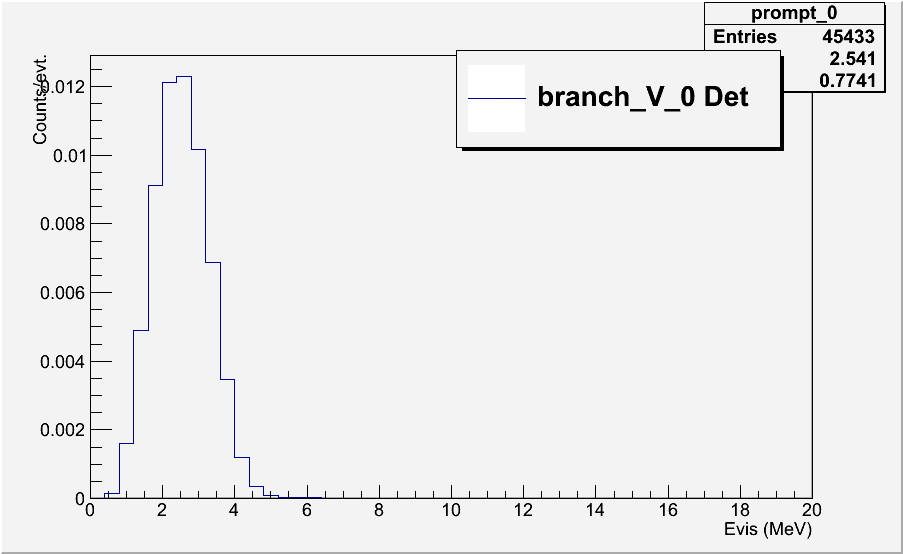 prompt_0
Entries 45433
2.541
0.7741
branch_V_0 Det
Counts/evt.
0.012
0.01
0.008
0.006
0.004
0.002
0
0 2 4 6 8 10 12 14 16 18 20
Evis (MeV)